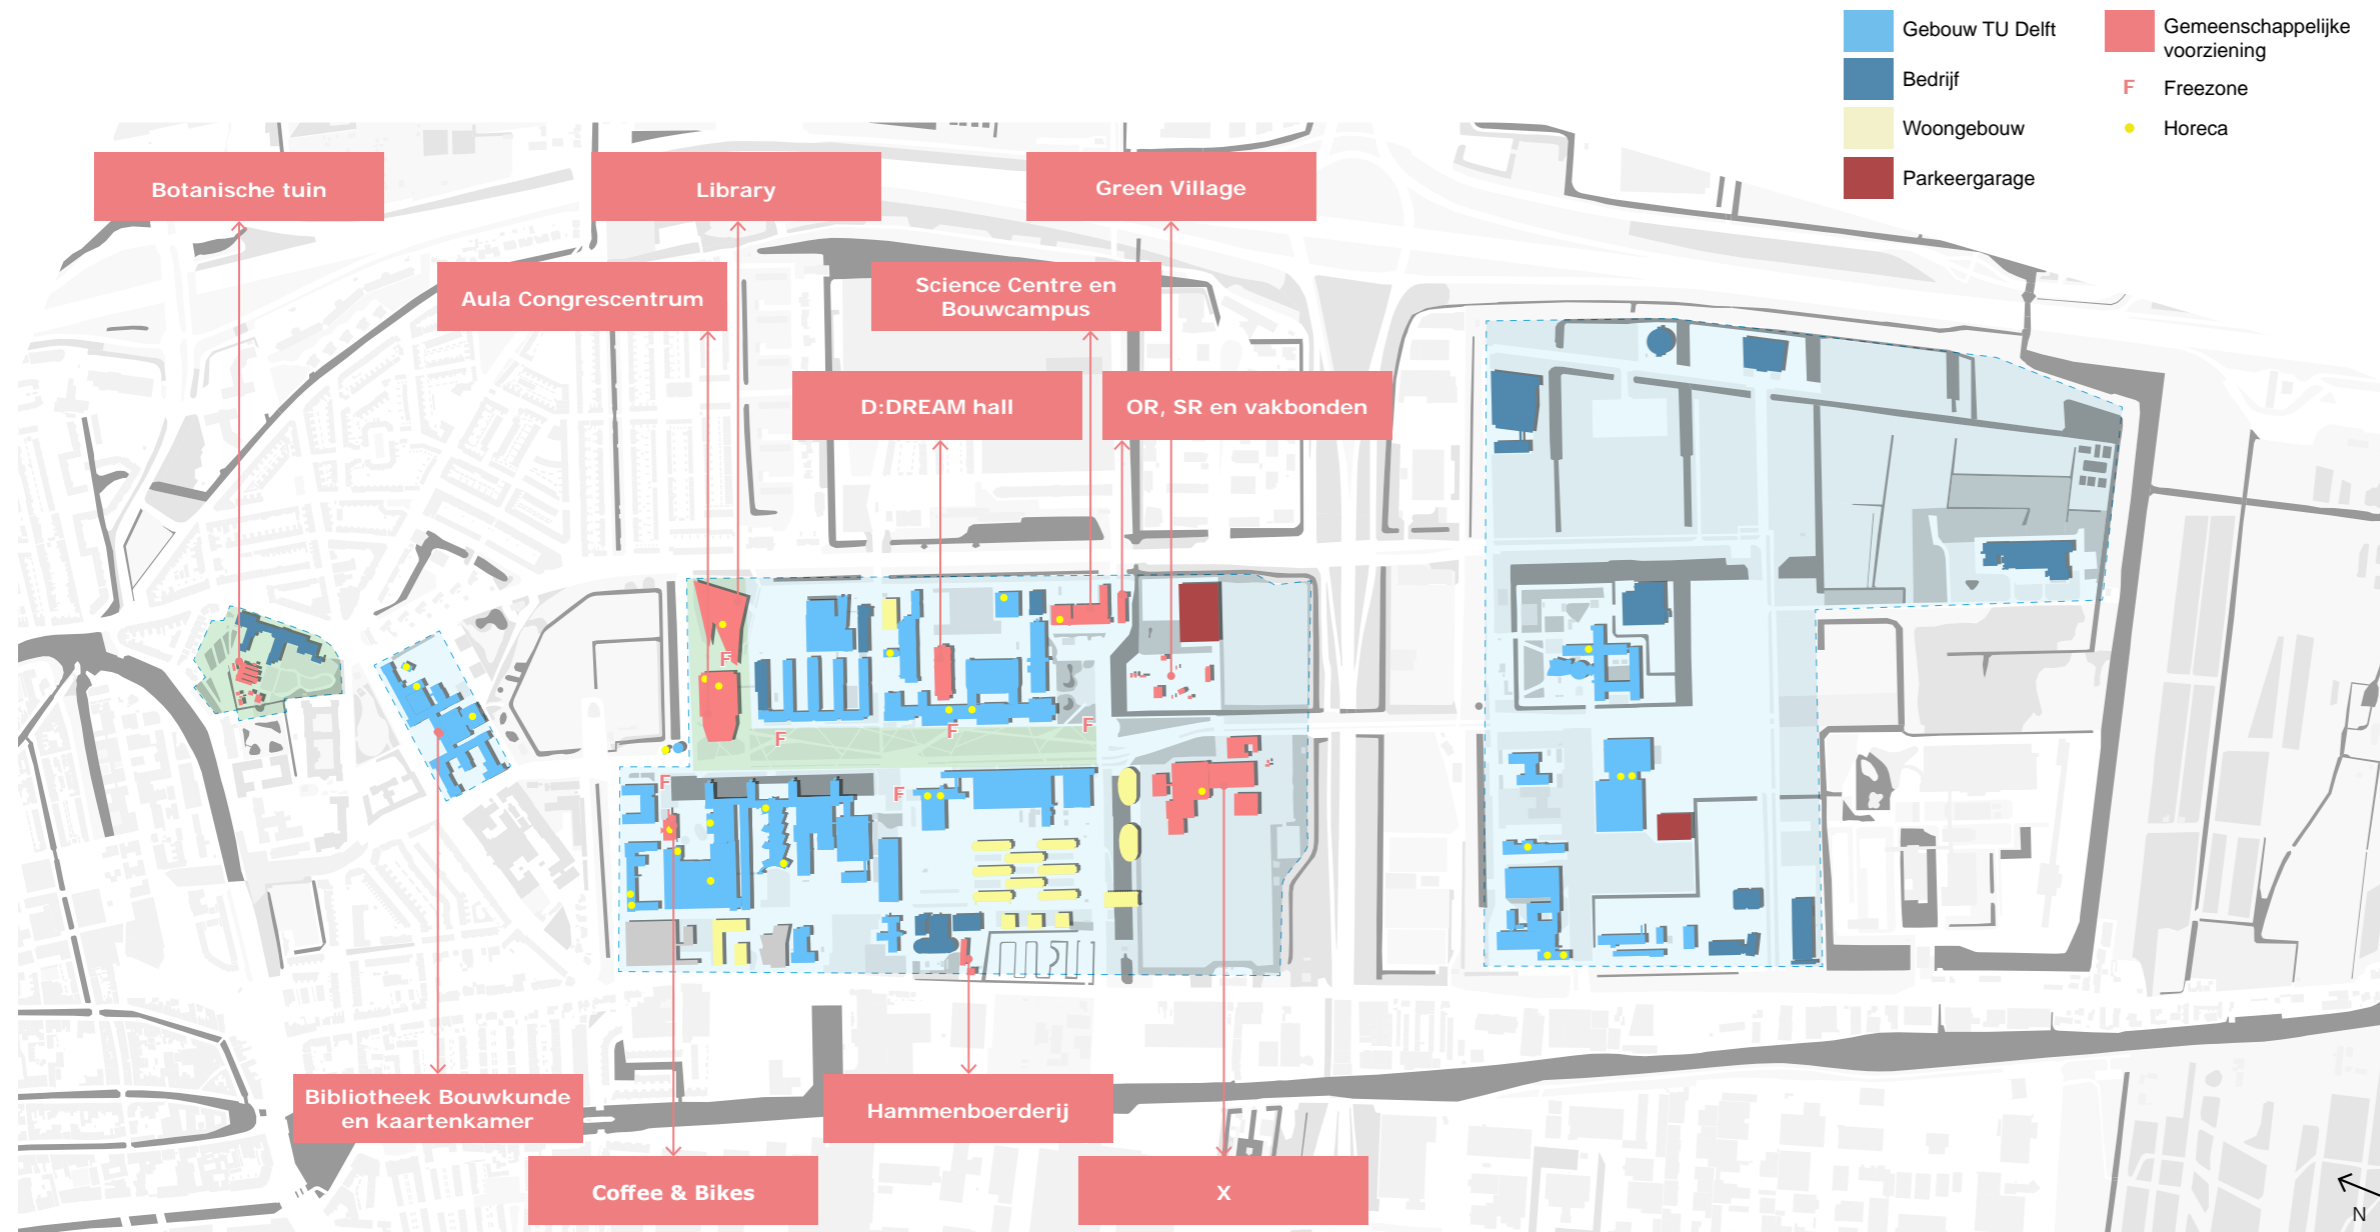 Gebouw TU Delft
Bedrijf
Woongebouw
Parkeergarage
Gemeenschappelijke
voorziening
F Freezone
Horeca
Botanische tuin
Library
Green Village
Aula Congrescentrum
Science Centre en
Bouwcampus
D:DREAM hall
OR, SR en vakbonden
F
F
F
F
F
F
Bibliotheek Bouwkunde
en kaartenkamer
Hammenboerderij
Coffee & Bikes
X
N